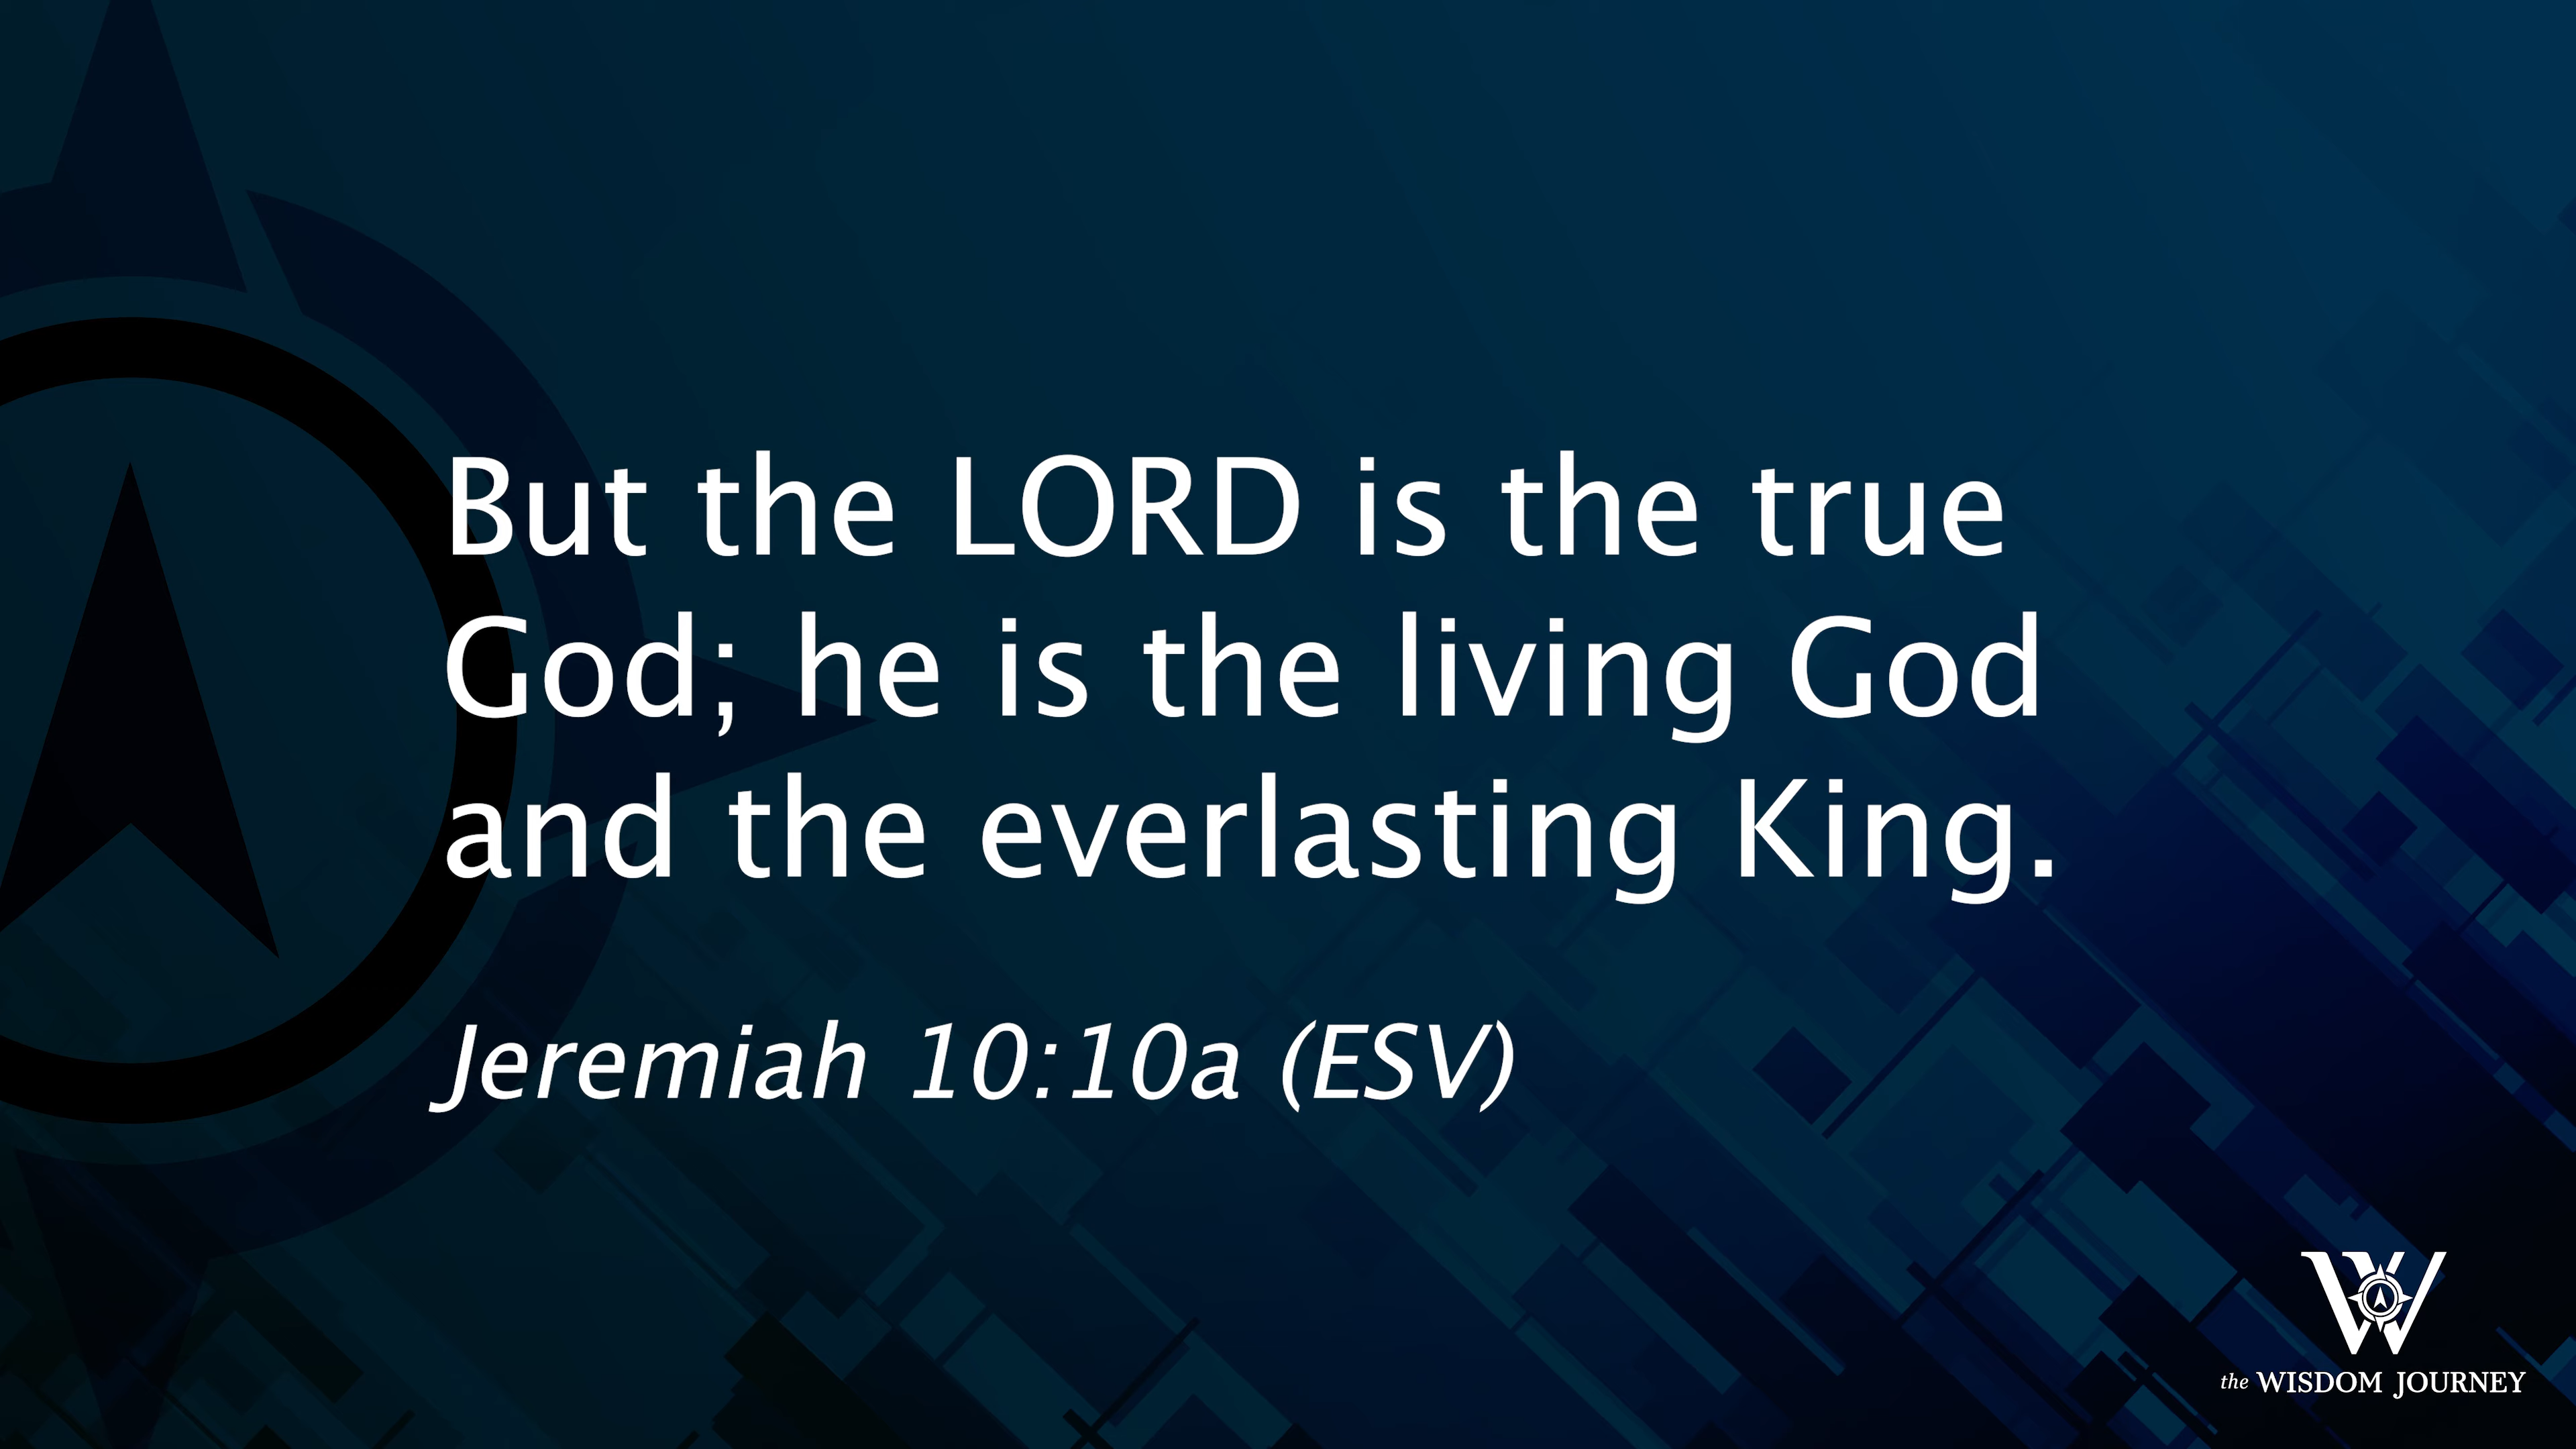 But the LORD is the true
God; he is the living God
and the everlasting King.
Jeremiah 10:10a (ESV)
W
the WISDOM JOURNEY